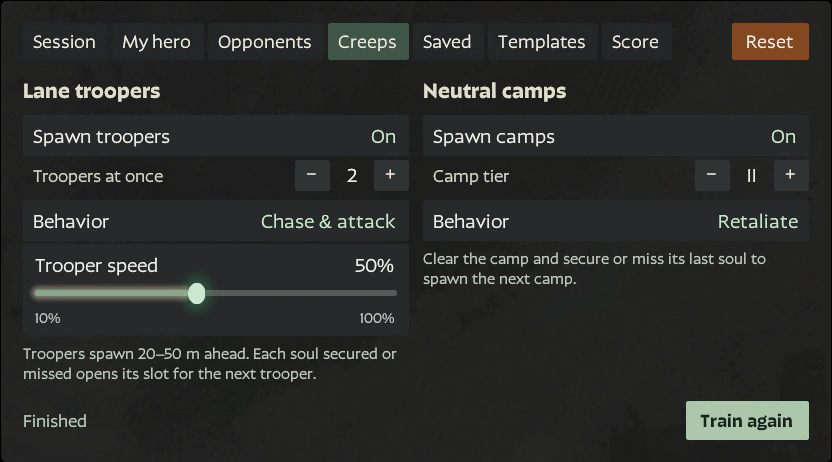 Session My hero Opponents Creeps Saved Templates Score Reset
Lane troopers
Spawn troopers On
Troopers at once − 2 +
Behavior Chase & attack
Trooper speed 50%
10% 100%
Troopers spawn 20–50 m ahead. Each soul secured or
missed opens its slot for the next trooper.
Neutral camps
Spawn camps On
Camp tier − II +
Behavior Retaliate
Clear the camp and secure or miss its last soul to
spawn the next camp.
Finished
Train again